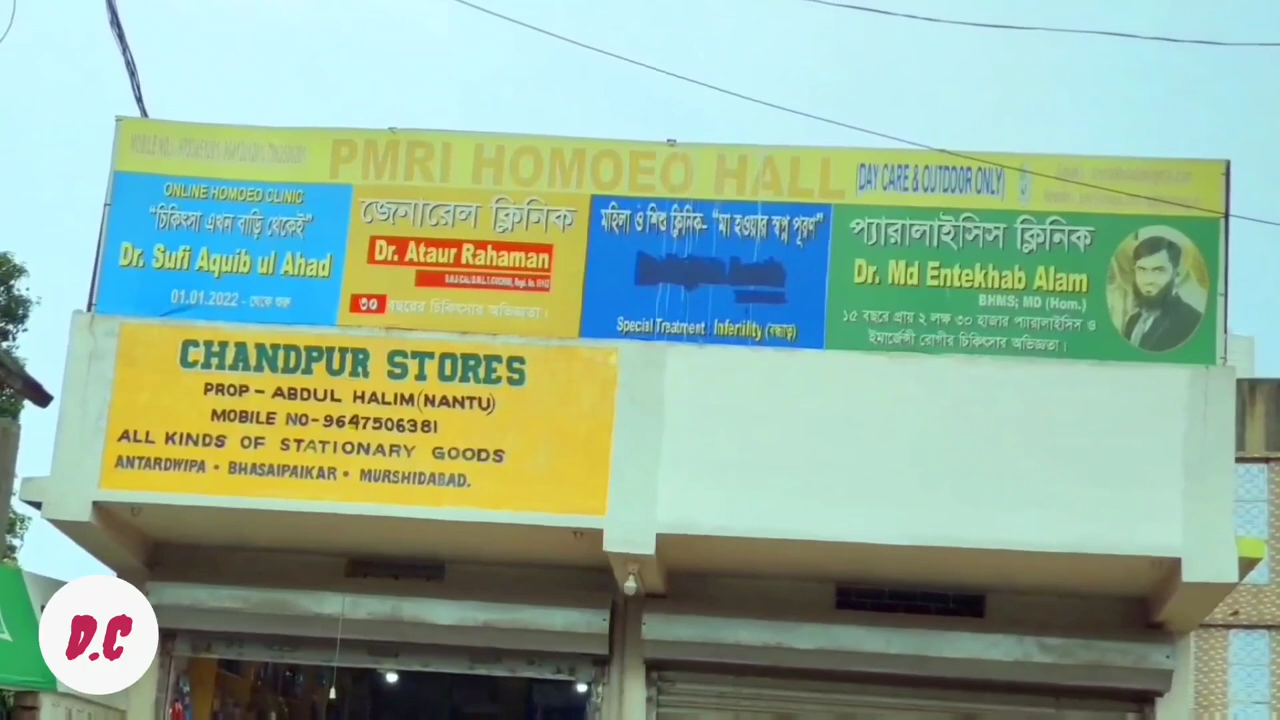 PMRI HOMOEO HALL (DAY CARE & OUTDOOR ONLY)
ONLINE HOMOEO CLINIC
"চিকিৎসা এখন বাড়ি থেকেই"
Dr. Sufi Aquib ul Ahad
01.01.2022 - থেকে শুরু
জেনারেল ক্লিনিক
Dr. Ataur Rahaman
৩০ বছরের চিকিৎসার অভিজ্ঞতা।
মহিলা ও শিশু ক্লিনিক- "মা হওয়ার স্বপ্ন পূরণ"
Special Treatment : Infertility (বন্ধ্যাত্ব)
প্যারালাইসিস ক্লিনিক
Dr. Md Entekhab Alam
BHMS; MD (Hom.)
১৫ বছরে প্রায় ২ লক্ষ ৩০ হাজার প্যারালাইসিস ও
ইমার্জেন্সী রোগীর চিকিৎসার অভিজ্ঞতা।
CHANDPUR STORES
PROP - ABDUL HALIM (NANTU)
MOBILE NO-9647506381
ALL KINDS OF STATIONARY GOODS
ANTARDWIPA • BHASAIPAIKAR • MURSHIDABAD.
D.C